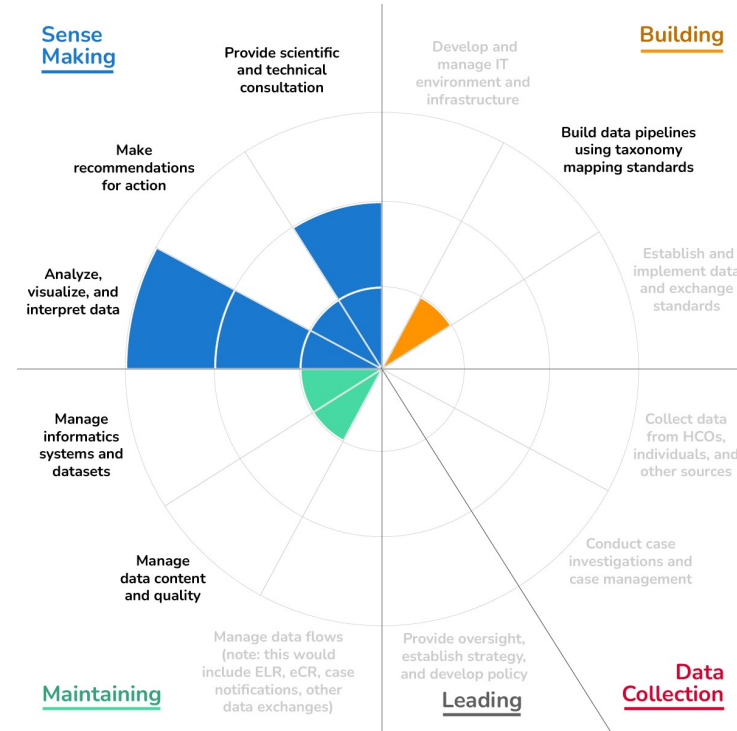 Sense
Making
Provide scientific
and technical
consultation
Develop and
manage IT
environment and
infrastructure
Building
Make
recommendations
for action
Build data pipelines
using taxonomy
mapping standards
Analyze,
visualize, and
interpret data
Establish and
implement data
and exchange
standards
Manage
informatics
systems and
datasets
Collect data
from HCOs,
individuals, and
other sources
Manage
data content
and quality
Conduct case
investigations and
case management
Manage data flows
(note: this would
include ELR, eCR, case
notifications, other
data exchanges)
Provide oversight,
establish strategy,
and develop policy
Maintaining
Leading
Data
Collection